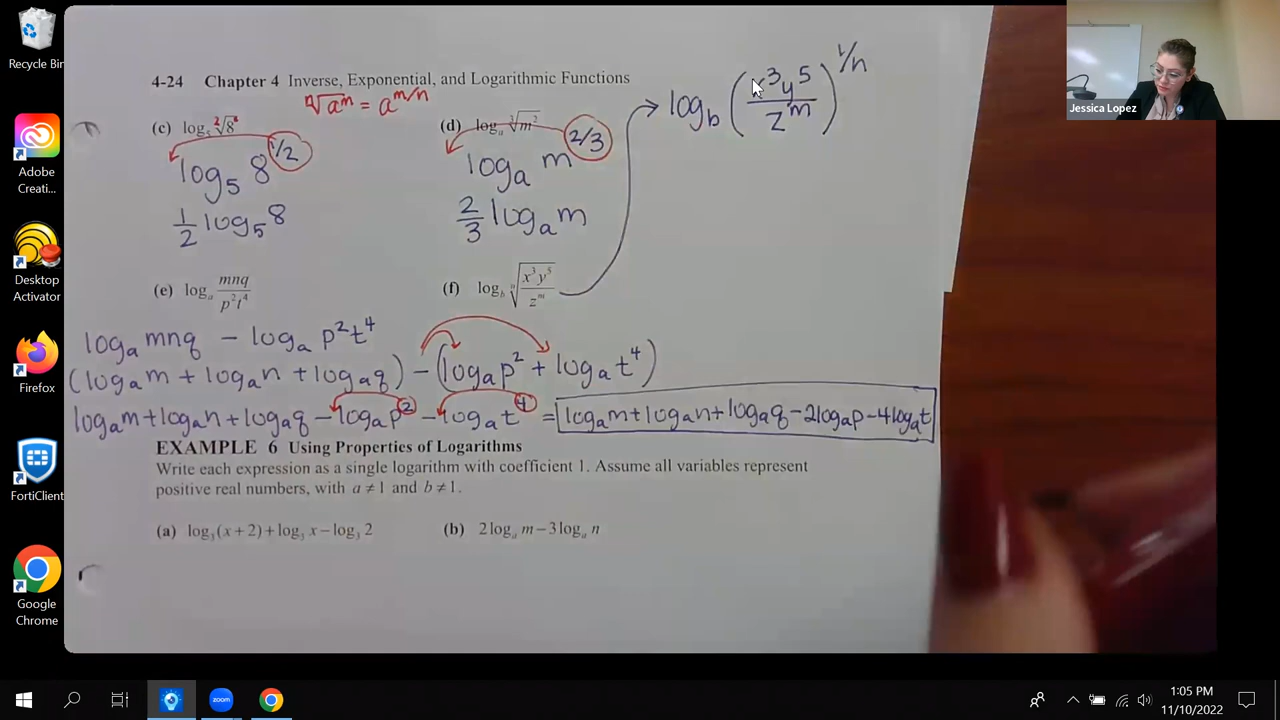 Recycle Bin
Adobe
Creati...
Desktop
Activator
Firefox
FortiClient
Google
Chrome
4-24 Chapter 4 Inverse, Exponential, and Logarithmic Functions
ⁿ√aᵐ = a^(m/n)
(c) log₅ ²√8¹
log₅ 8^(1/2)
1/2 log₅ 8
(d) logₐ ³√m²
logₐ m^(2/3)
2/3 logₐ m
(e) logₐ mnq/p²t⁴
(f) log_b ⁿ√(x³y⁵/zᵐ)
→ log_b (x³y⁵/zᵐ)^(1/n)
logₐ mnq − logₐ p²t⁴
(logₐ m + logₐ n + logₐ q) − (logₐ p² + logₐ t⁴)
logₐ m + logₐ n + logₐ q − logₐ p² − logₐ t⁴ = logₐ m + logₐ n + logₐ q − 2logₐ p − 4logₐ t
EXAMPLE 6 Using Properties of Logarithms
Write each expression as a single logarithm with coefficient 1. Assume all variables represent
positive real numbers, with a ≠ 1 and b ≠ 1.
(a) log₃(x + 2) + log₃ x − log₃ 2
(b) 2 logₐ m − 3 logₐ n
Jessica Lopez
zoom
1:05 PM
11/10/2022